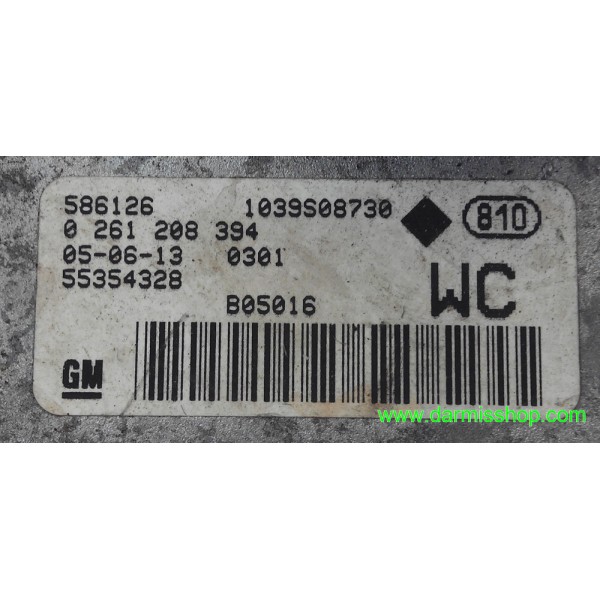 586126 1039S08730 810
0 261 208 394
05-06-13 0301
55354328 WC
B05016
GM
www.darmisshop.com